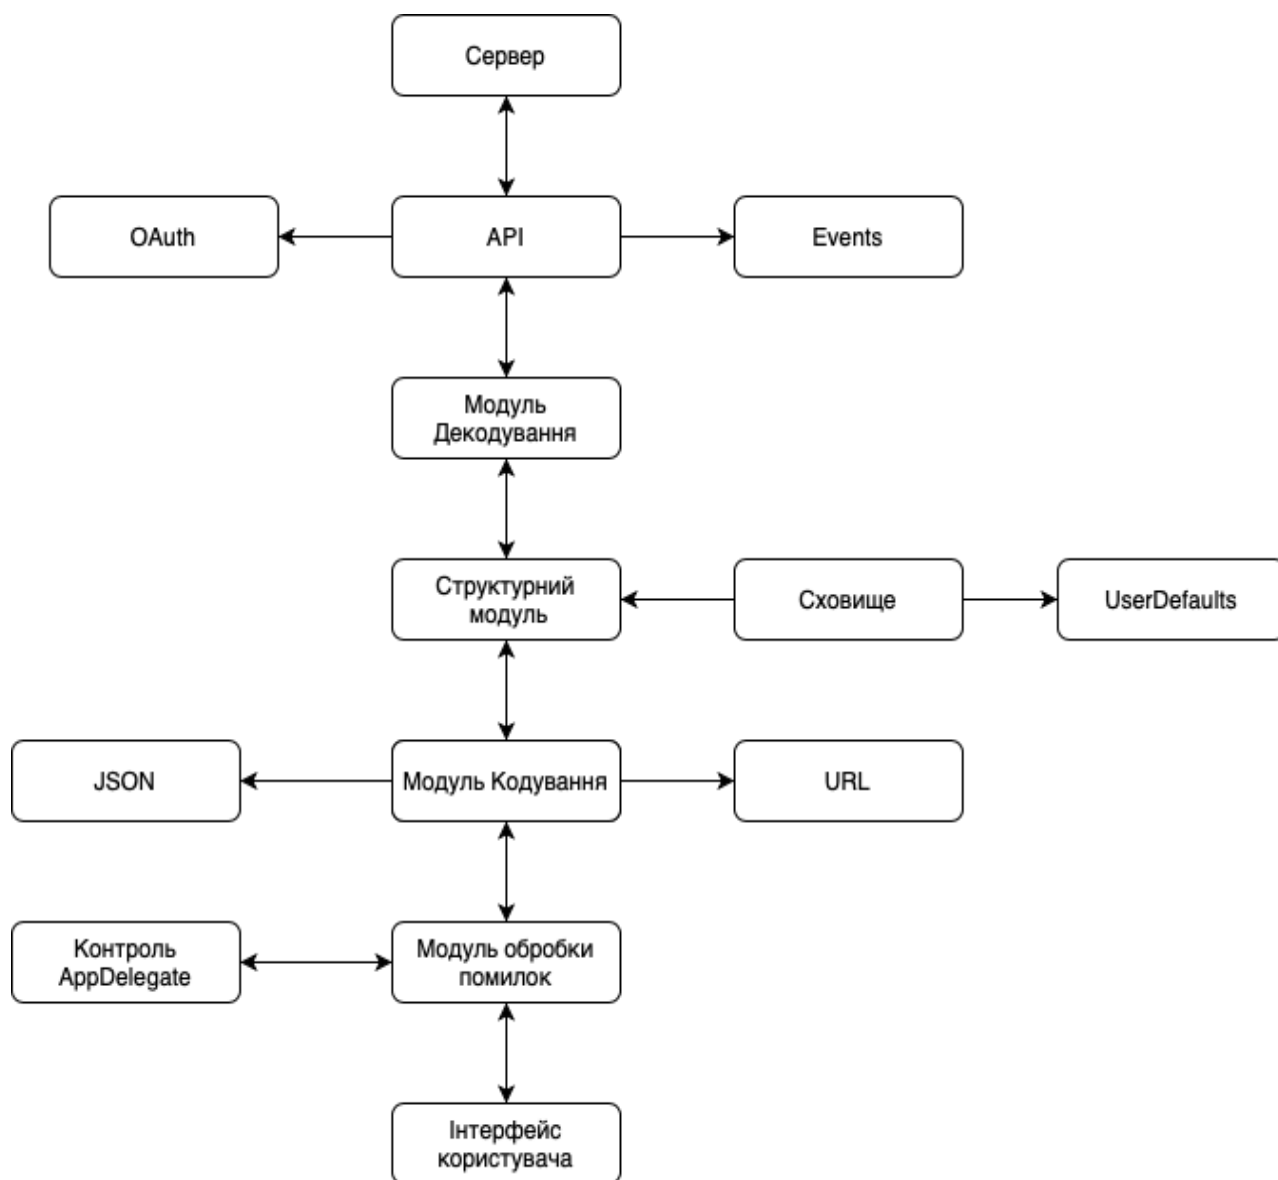 Сервер
OAuth
API
Events
Модуль
Декодування
Структурний
модуль
Сховище
UserDefaults
JSON
Модуль Кодування
URL
Контроль
AppDelegate
Модуль обробки
помилок
Інтерфейс
користувача